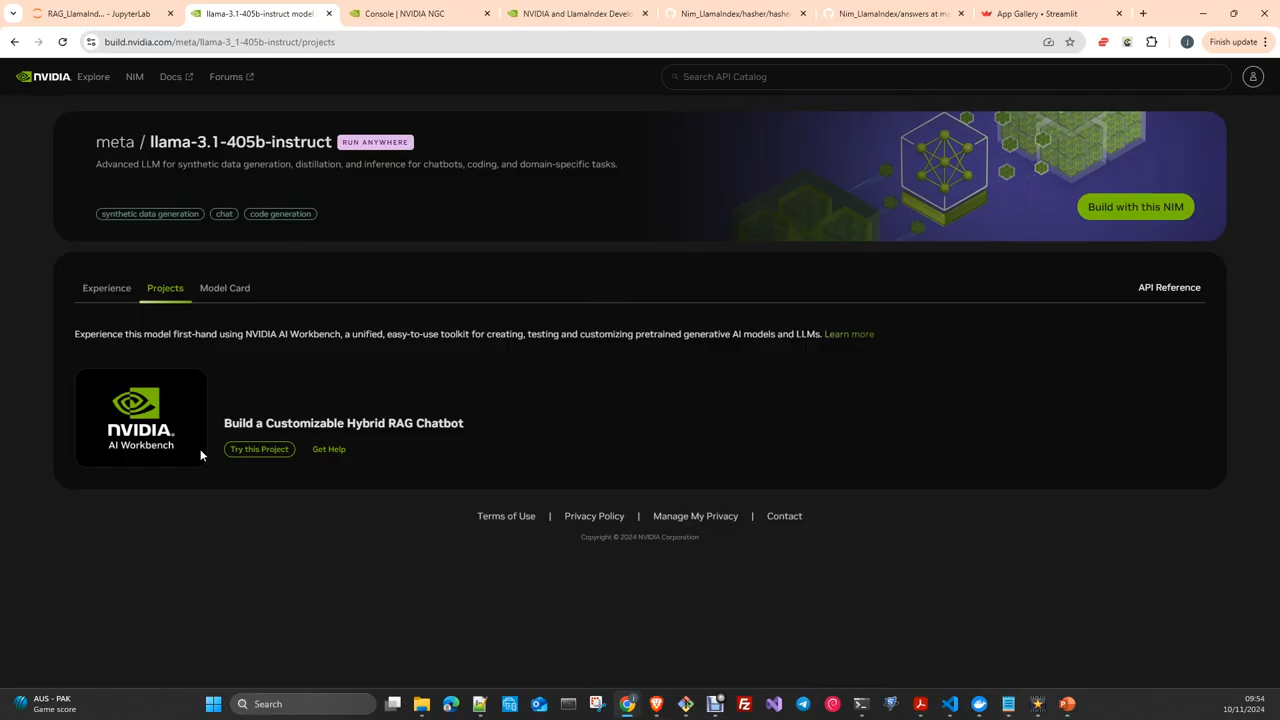 RAG_LlamaInd... - JupyterLab
llama-3.1-405b-instruct model
Console | NVIDIA NGC
NVIDIA and LlamaIndex Develo
Nim_LlamaIndex/hasher/hashe
Nim_LlamaIndex/answers at ma
App Gallery • Streamlit
build.nvidia.com/meta/llama-3_1-405b-instruct/projects
Finish update
NVIDIA.
Explore
NIM
Docs
Forums
Search API Catalog
meta / llama-3.1-405b-instruct
RUN ANYWHERE
Advanced LLM for synthetic data generation, distillation, and inference for chatbots, coding, and domain-specific tasks.
synthetic data generation
chat
code generation
Build with this NIM
Experience
Projects
Model Card
API Reference
Experience this model first-hand using NVIDIA AI Workbench, a unified, easy-to-use toolkit for creating, testing and customizing pretrained generative AI models and LLMs. Learn more
NVIDIA.
AI Workbench
Build a Customizable Hybrid RAG Chatbot
Try this Project
Get Help
Terms of Use | Privacy Policy | Manage My Privacy | Contact
Copyright © 2024 NVIDIA Corporation
AUS - PAK
Game score
Search
09:54
10/11/2024